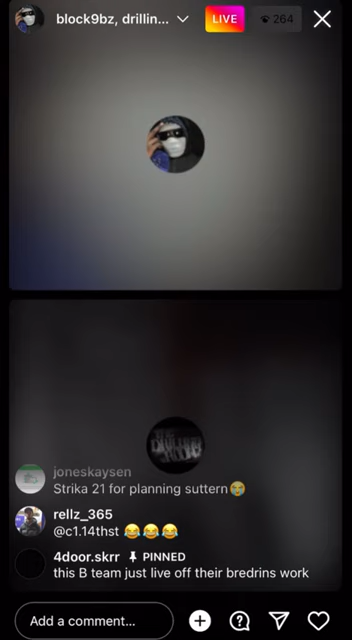 block9bz, drillin...
LIVE
264
joneskaysen
Strika 21 for planning suttern😭
rellz_365
@c1.14thst 😂😂😂
4door.skrr PINNED
this B team just live off their bredrins work
Add a comment...